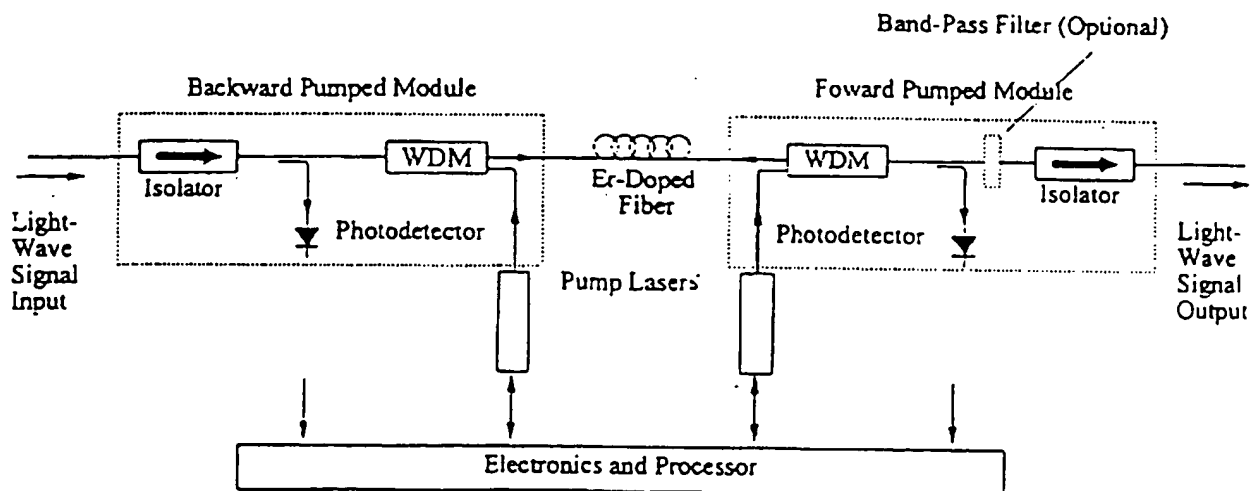 Band-Pass Filter (Optional)
Backward Pumped Module
Foward Pumped Module
WDM
WDM
Isolator
Er-Doped
Fiber
Isolator
Light-
Wave
Signal
Input
Photodetector
Photodetector
Light-
Wave
Signal
Output
Pump Lasers
Electronics and Processor